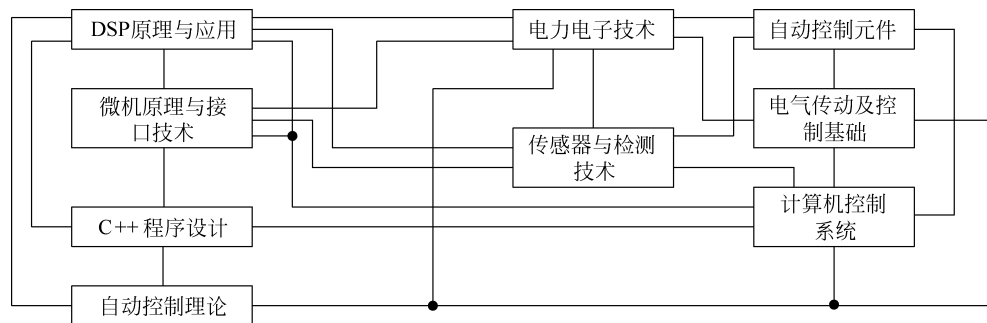 DSP原理与应用
微机原理与接
口技术
C++程序设计
自动控制理论
电力电子技术
传感器与检测
技术
自动控制元件
电气传动及控
制基础
计算机控制
系统